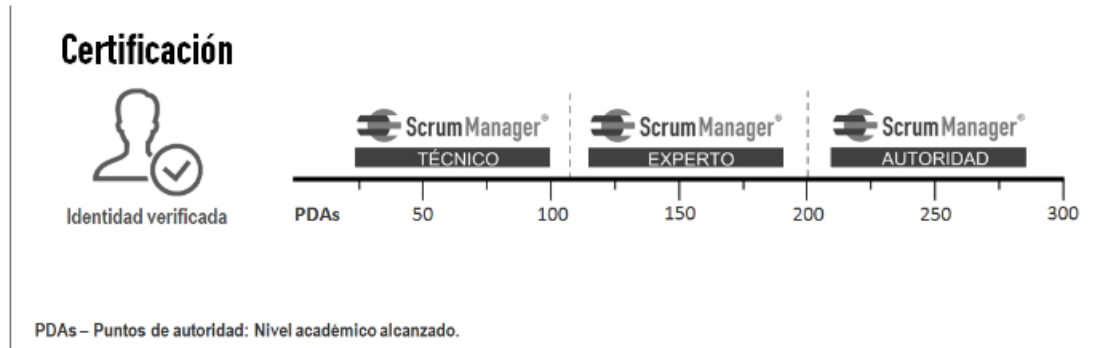 Certificación
ScrumManager® ScrumManager® ScrumManager®
TÉCNICO EXPERTO AUTORIDAD
Identidad verificada
PDAs 50 100 150 200 250 300
PDAs – Puntos de autoridad: Nivel académico alcanzado.